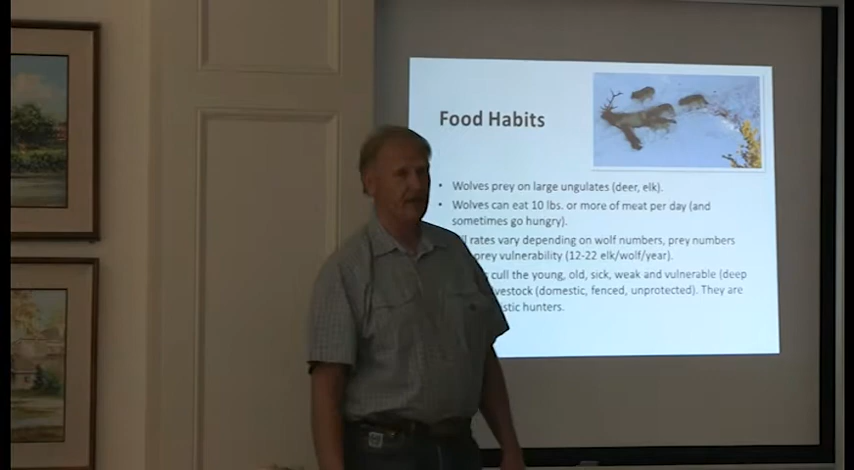 Food Habits
• Wolves prey on large ungulates (deer, elk).
• Wolves can eat 10 lbs. or more of meat per day (and
sometimes go hungry).
rates vary depending on wolf numbers, prey numbers
prey vulnerability (12-22 elk/wolf/year).
cull the young, old, sick, weak and vulnerable (deep
(domestic, fenced, unprotected). They are
hunters.